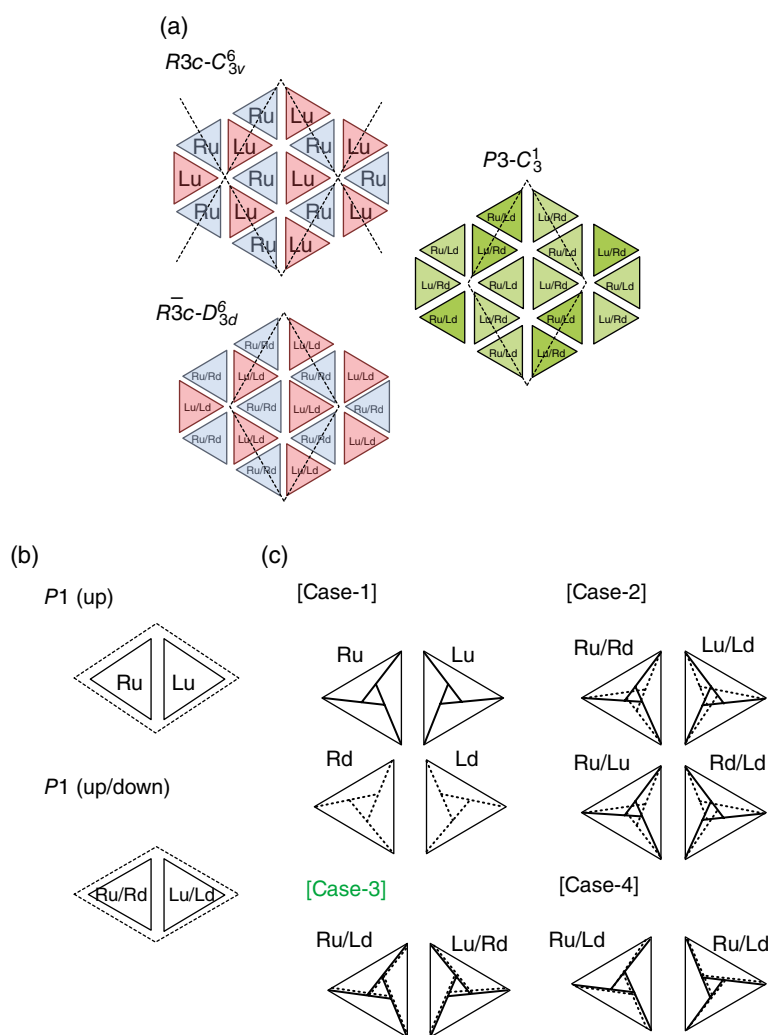 (a)
R3c-C⁶₃ᵥ
Ru Lu
Ru Lu Ru Lu
Lu Ru Lu Ru
Ru Lu Ru Lu
Ru Lu
P3-C¹₃
Ru/Ld Lu/Rd
Ru/Ld Lu/Rd Ru/Ld Lu/Rd
Lu/Rd Ru/Ld Lu/Rd Ru/Ld
Ru/Ld Lu/Rd Ru/Ld Lu/Rd
Ru/Ld Lu/Rd
R3̅c-D⁶₃d
Ru/Rd Lu/Ld
Ru/Rd Lu/Ld Ru/Rd Lu/Ld
Lu/Ld Ru/Rd Lu/Ld Ru/Rd
Ru/Rd Lu/Ld Ru/Rd Lu/Ld
Ru/Rd Lu/Ld
(b)
P1 (up)
Ru Lu
P1 (up/down)
Ru/Rd Lu/Ld
(c)
[Case-1]
Ru Lu
Rd Ld
[Case-2]
Ru/Rd Lu/Ld
Ru/Lu Rd/Ld
[Case-3]
Ru/Ld Lu/Rd
[Case-4]
Ru/Ld Ru/Ld